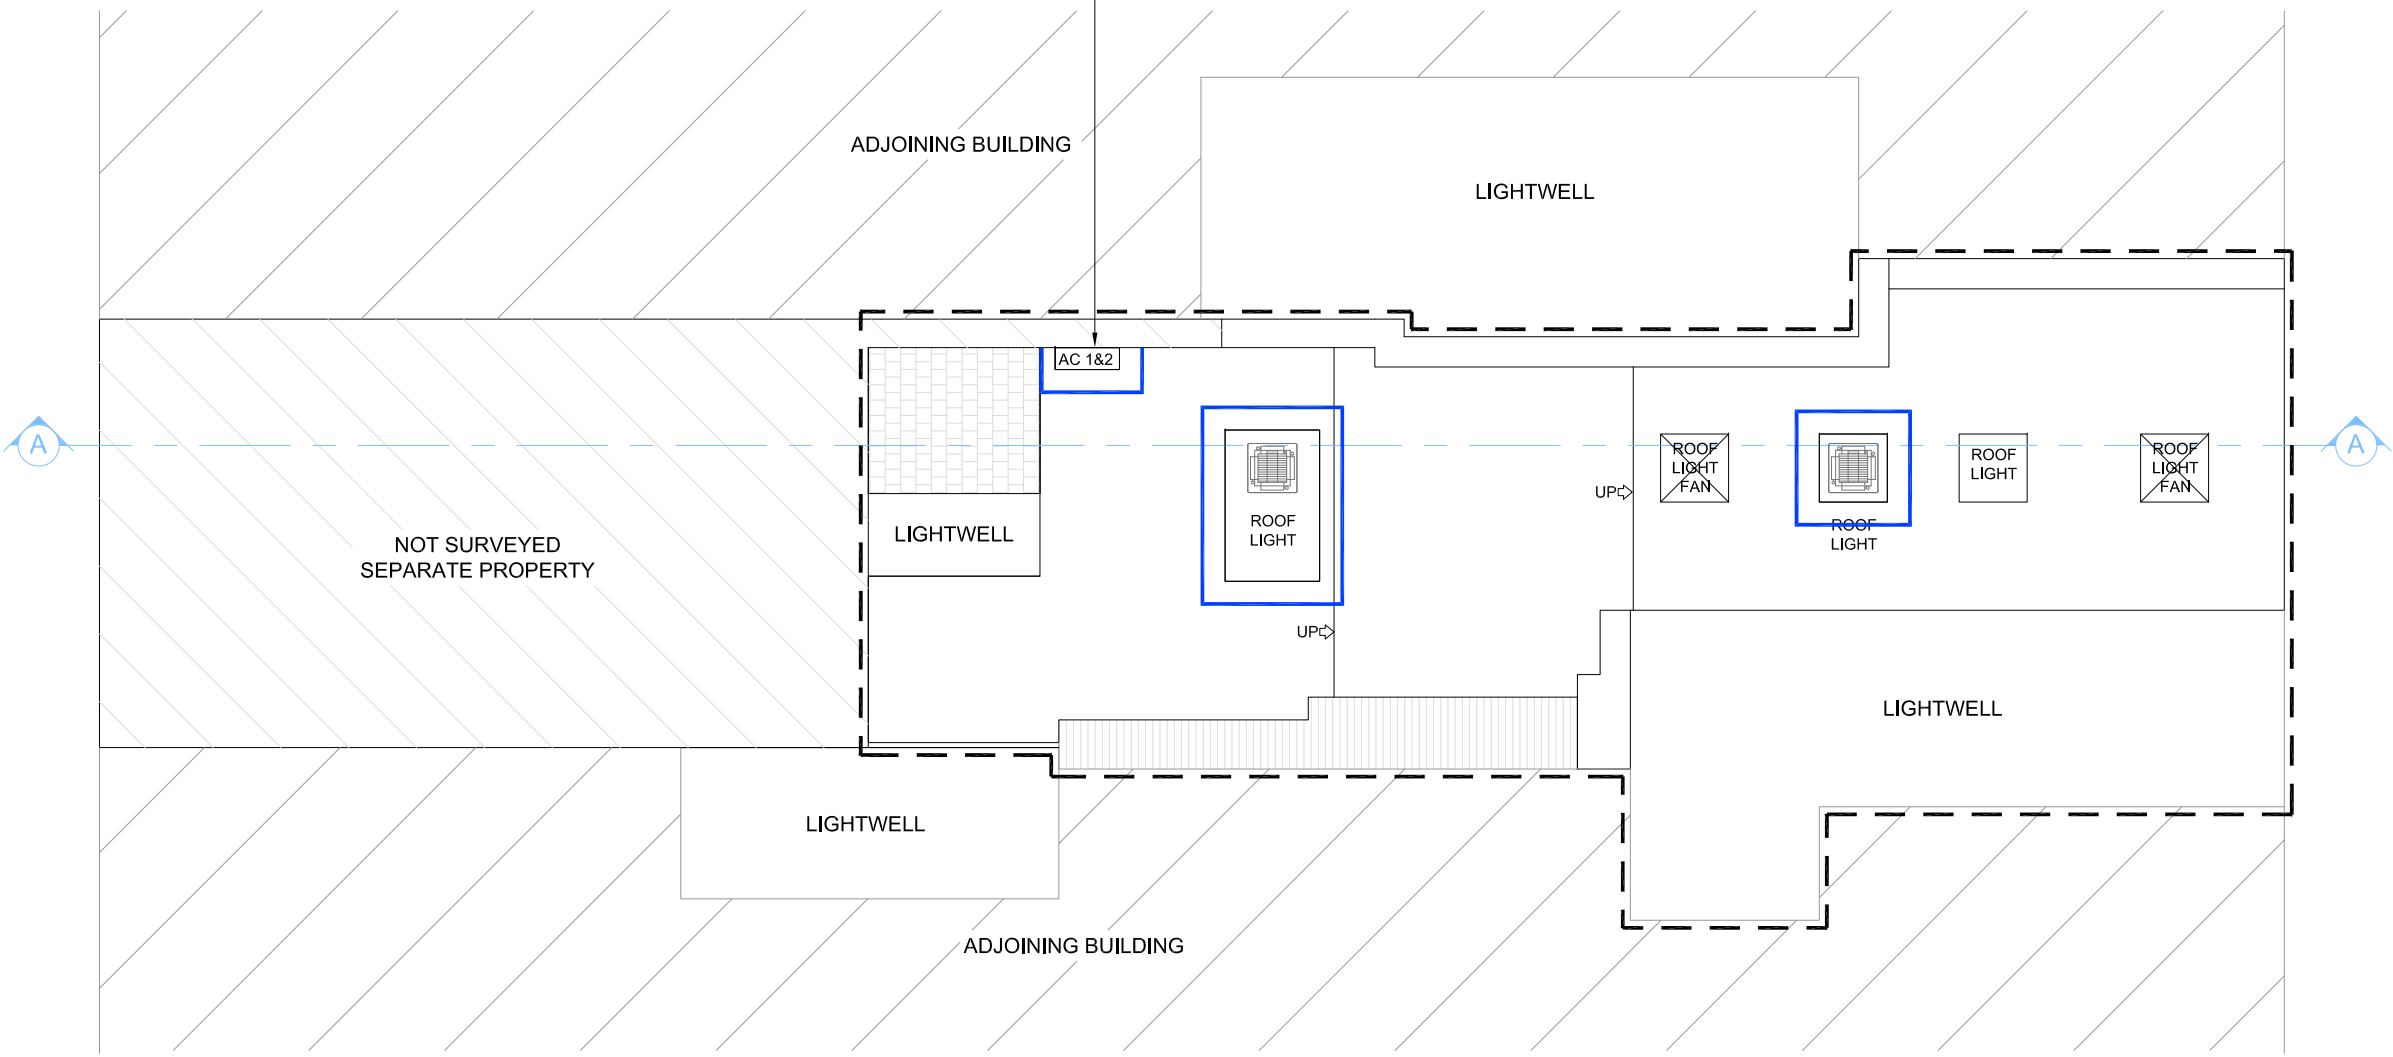 ADJOINING BUILDING
LIGHTWELL
AC 1&2
A
A
ROOF
LIGHT
FAN
ROOF
LIGHT
ROOF
LIGHT
FAN
UP
ROOF
LIGHT
ROOF
LIGHT
LIGHTWELL
NOT SURVEYED
SEPARATE PROPERTY
UP
LIGHTWELL
LIGHTWELL
ADJOINING BUILDING